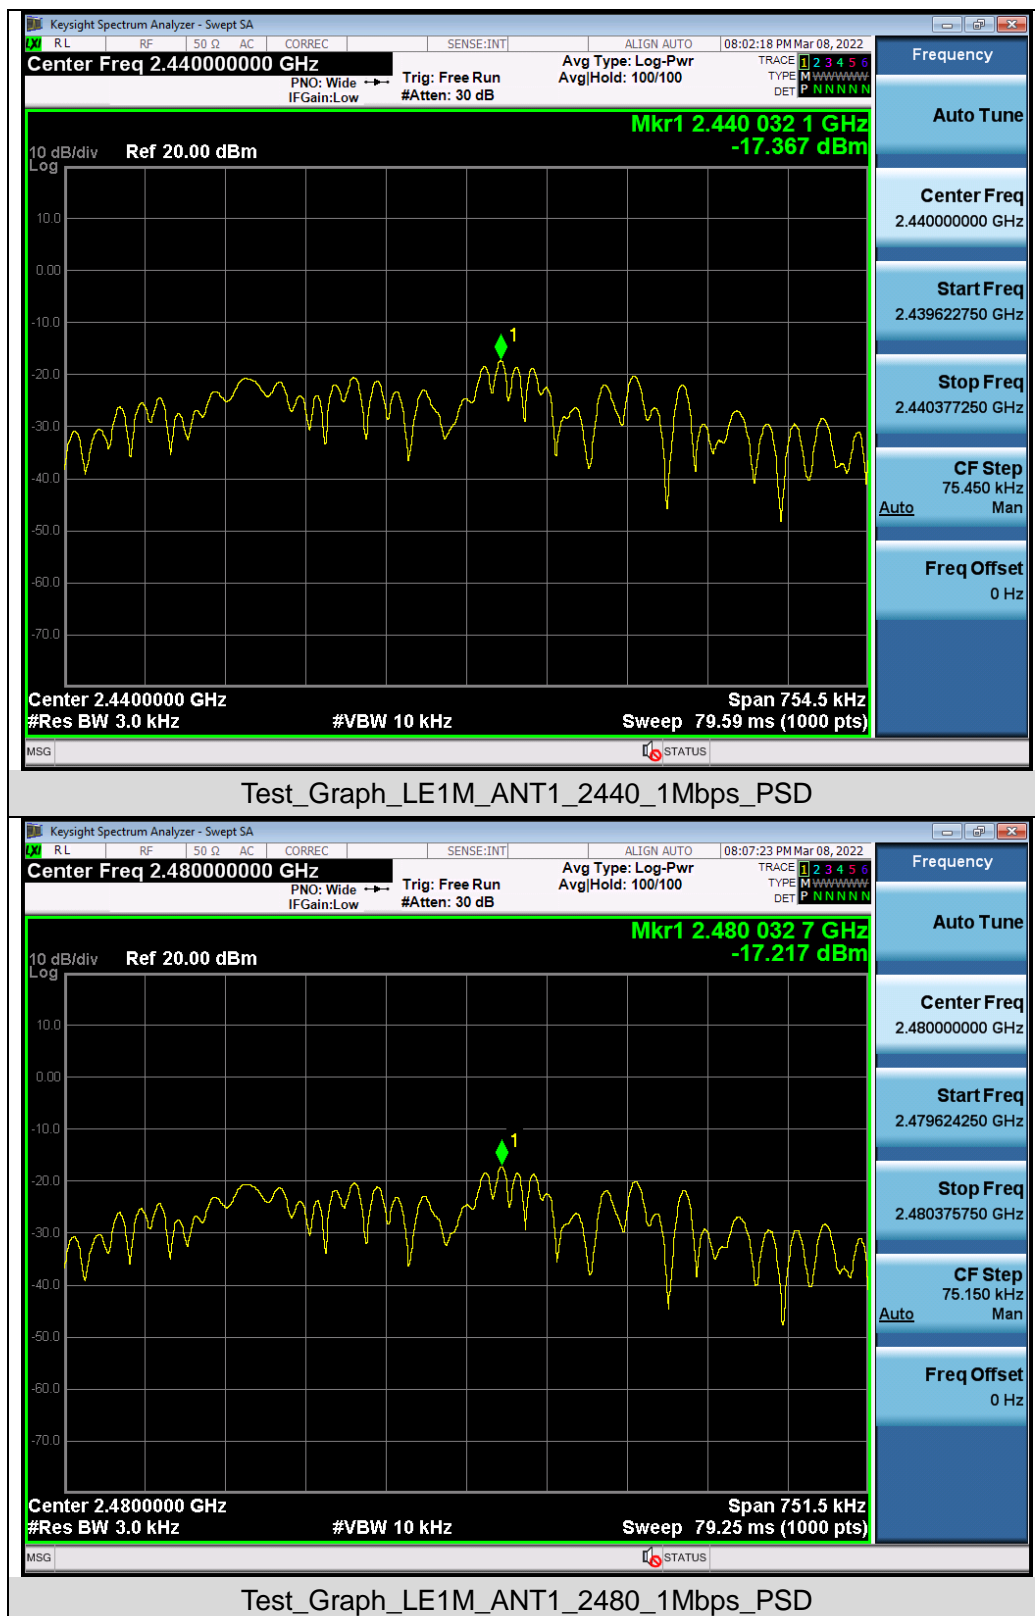 Keysight Spectrum Analyzer - Swept SA
LXI RL RF 50 Ω AC CORREC SENSE:INT ALIGN AUTO 08:02:18 PM Mar 08, 2022
Center Freq 2.440000000 GHz
PNO: Wide
IFGain:Low
Trig: Free Run
#Atten: 30 dB
Avg Type: Log-Pwr
Avg|Hold: 100/100
TRACE 1 2 3 4 5 6
TYPE M WWWWW
DET P N N N N N
Mkr1 2.440 032 1 GHz
-17.367 dBm
10 dB/div Ref 20.00 dBm
Log
10.0
0.00
-10.0
-20.0
-30.0
-40.0
-50.0
-60.0
-70.0
1
Center 2.4400000 GHz Span 754.5 kHz
#Res BW 3.0 kHz #VBW 10 kHz Sweep 79.59 ms (1000 pts)
MSG STATUS
Frequency
Auto Tune
Center Freq
2.440000000 GHz
Start Freq
2.439622750 GHz
Stop Freq
2.440377250 GHz
CF Step
75.450 kHz
Auto Man
Freq Offset
0 Hz
Test_Graph_LE1M_ANT1_2440_1Mbps_PSD
Keysight Spectrum Analyzer - Swept SA
LXI RL RF 50 Ω AC CORREC SENSE:INT ALIGN AUTO 08:07:23 PM Mar 08, 2022
Center Freq 2.480000000 GHz
PNO: Wide
IFGain:Low
Trig: Free Run
#Atten: 30 dB
Avg Type: Log-Pwr
Avg|Hold: 100/100
TRACE 1 2 3 4 5 6
TYPE M WWWWW
DET P N N N N N
Mkr1 2.480 032 7 GHz
-17.217 dBm
10 dB/div Ref 20.00 dBm
Log
10.0
0.00
-10.0
-20.0
-30.0
-40.0
-50.0
-60.0
-70.0
1
Center 2.4800000 GHz Span 751.5 kHz
#Res BW 3.0 kHz #VBW 10 kHz Sweep 79.25 ms (1000 pts)
MSG STATUS
Frequency
Auto Tune
Center Freq
2.480000000 GHz
Start Freq
2.479624250 GHz
Stop Freq
2.480375750 GHz
CF Step
75.150 kHz
Auto Man
Freq Offset
0 Hz
Test_Graph_LE1M_ANT1_2480_1Mbps_PSD